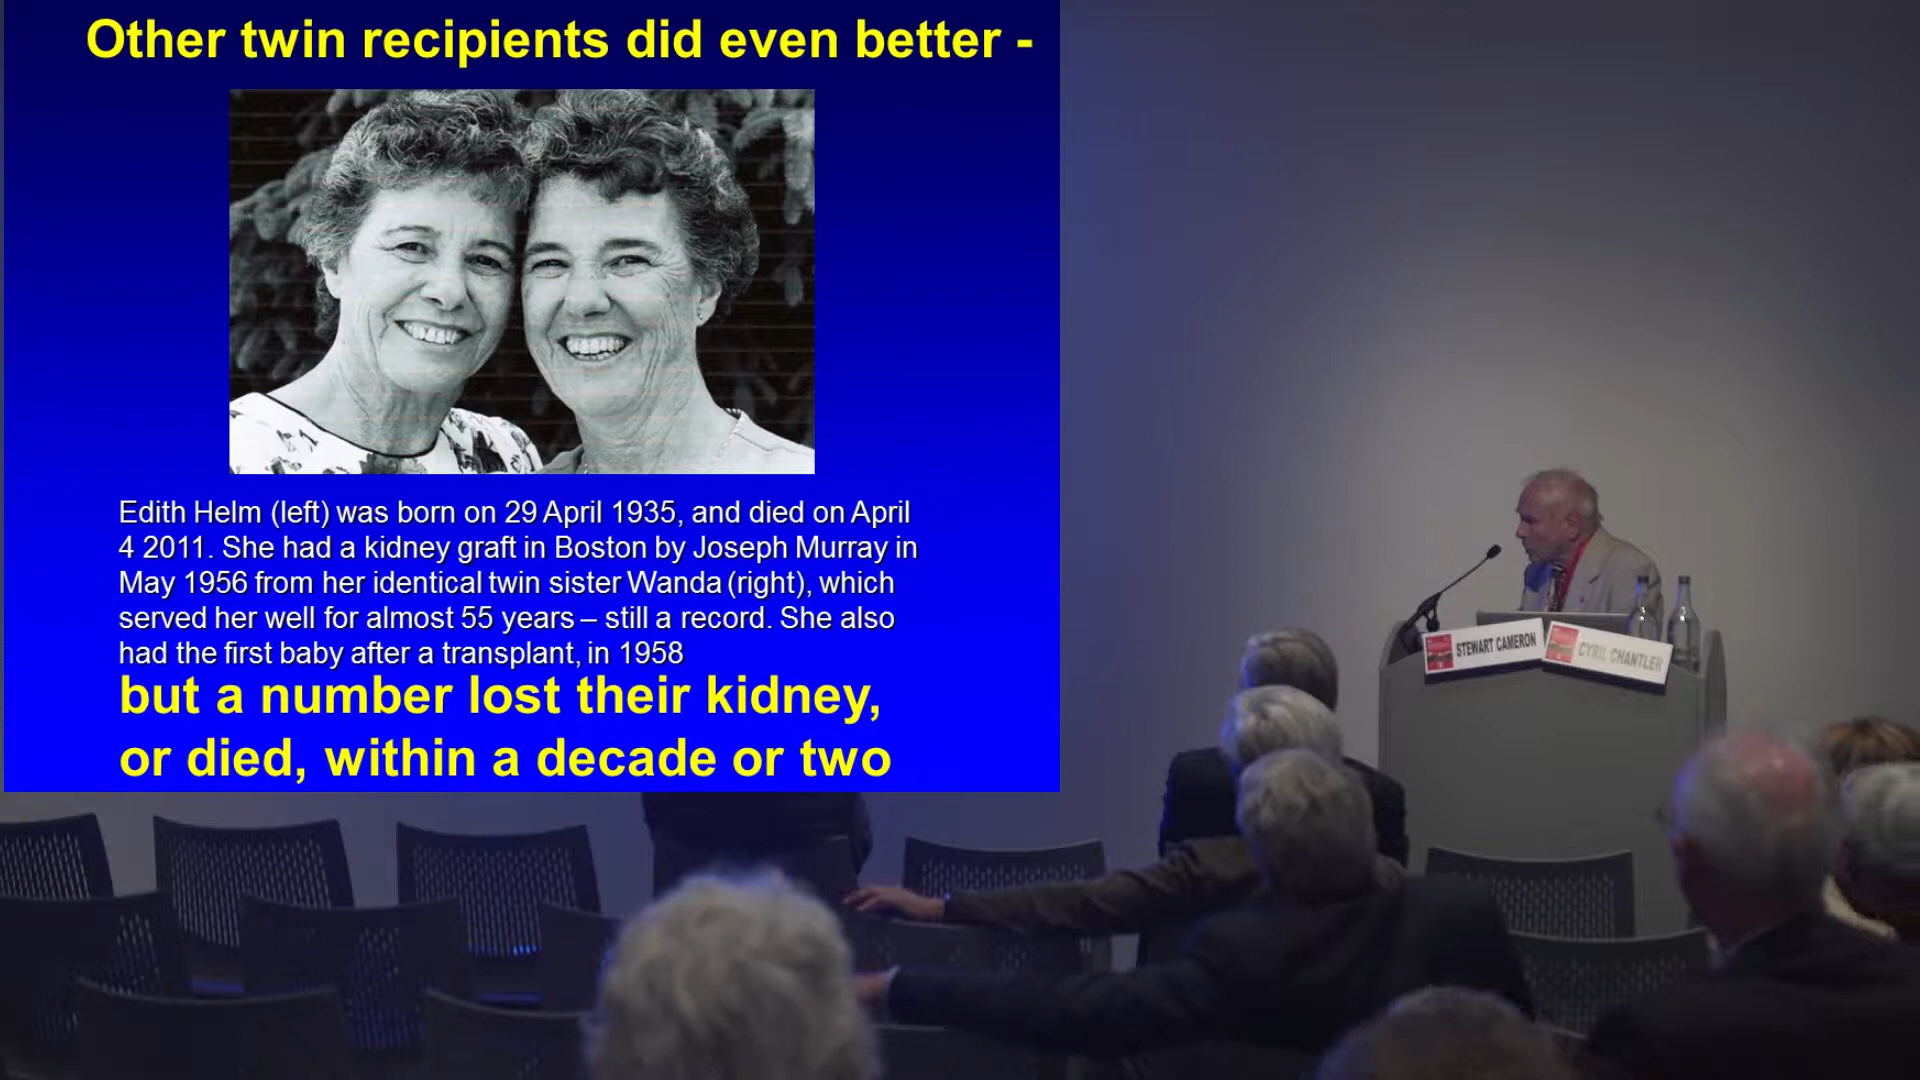 Other twin recipients did even better -
Edith Helm (left) was born on 29 April 1935, and died on April
4 2011. She had a kidney graft in Boston by Joseph Murray in
May 1956 from her identical twin sister Wanda (right), which
served her well for almost 55 years – still a record. She also
had the first baby after a transplant, in 1958
but a number lost their kidney,
or died, within a decade or two
STEWART CAMERON
CYRIL CHANTLER